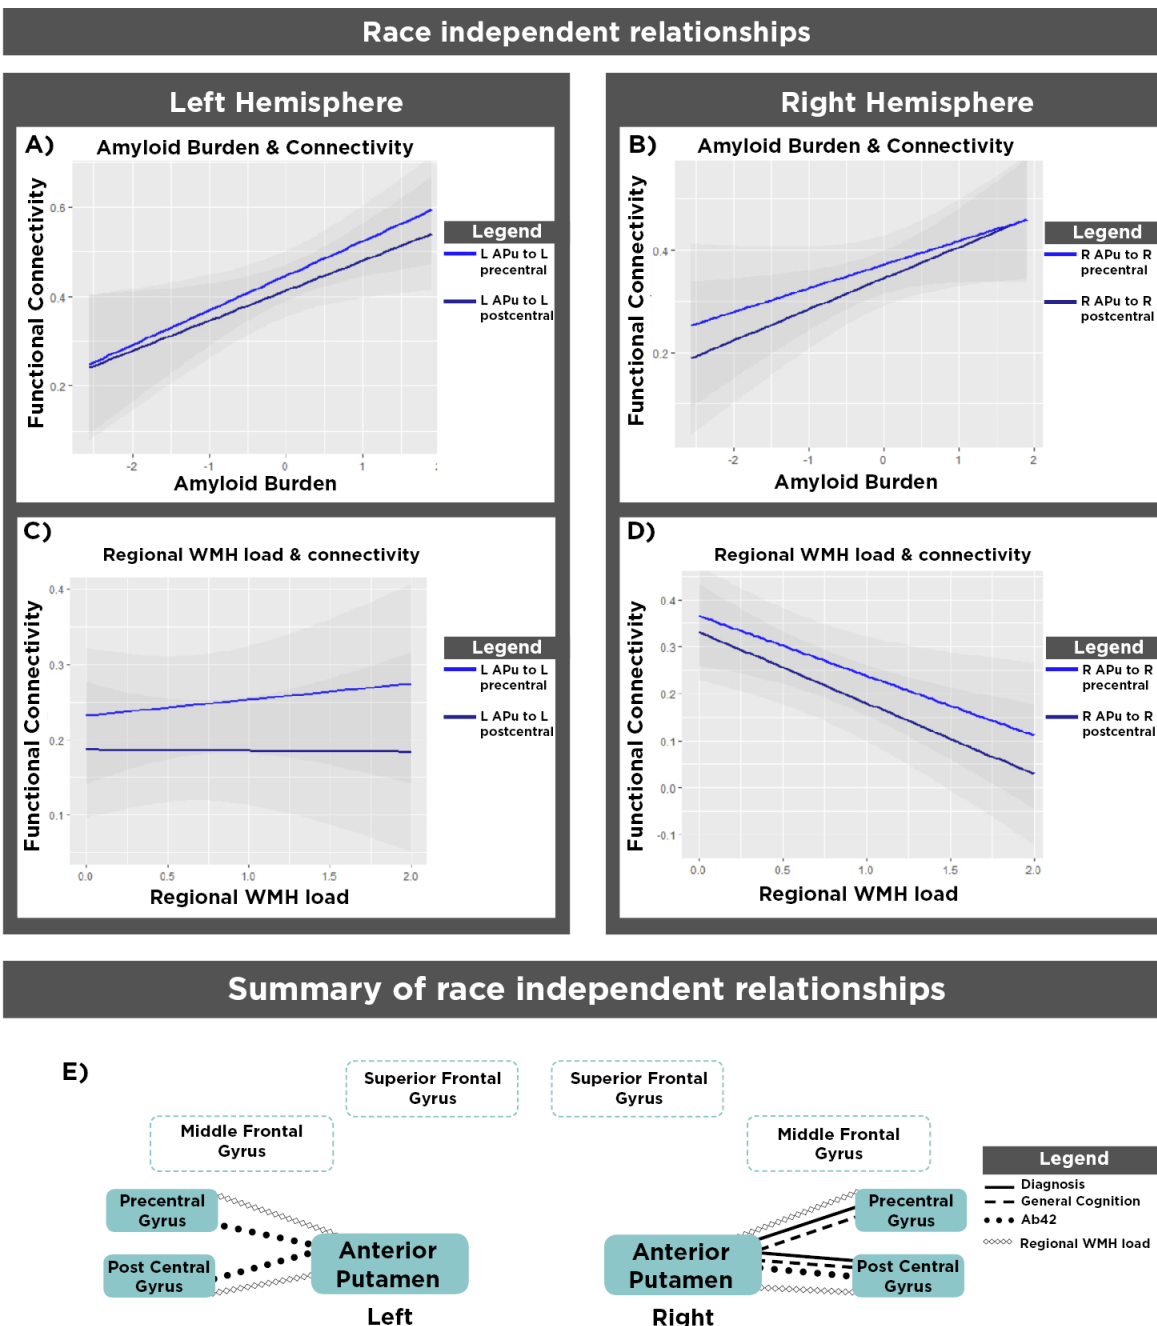 Race independent relationships
Left Hemisphere
A)
Amyloid Burden & Connectivity
Functional Connectivity
0.6
0.4
0.2
-2
-1
0
1
Amyloid Burden
Legend
L APu to L
precentral
L APu to L
postcentral
Right Hemisphere
B)
Amyloid Burden & Connectivity
Functional Connectivity
0.4
0.2
-2
-1
0
1
2
Amyloid Burden
Legend
R APu to R
precentral
R APu to R
postcentral
C)
Regional WMH load & connectivity
Functional Connectivity
0.4
0.3
0.2
0.1
0.0
0.5
1.0
1.5
2.0
Regional WMH load
Legend
L APu to L
precentral
L APu to L
postcentral
D)
Regional WMH load & connectivity
Functional Connectivity
0.4
0.3
0.2
0.1
0.0
-0.1
0.0
0.5
1.0
1.5
2.0
Regional WMH load
Legend
R APu to R
precentral
R APu to R
postcentral
Summary of race independent relationships
E)
Superior Frontal
Gyrus
Superior Frontal
Gyrus
Middle Frontal
Gyrus
Middle Frontal
Gyrus
Precentral
Gyrus
Post Central
Gyrus
Anterior
Putamen
Left
Anterior
Putamen
Right
Precentral
Gyrus
Post Central
Gyrus
Legend
Diagnosis
General Cognition
Ab42
Regional WMH load